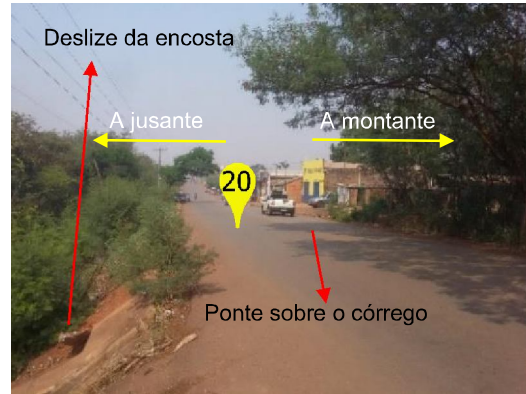 Deslize da encosta
A jusante
A montante
20
Ponte sobre o córrego